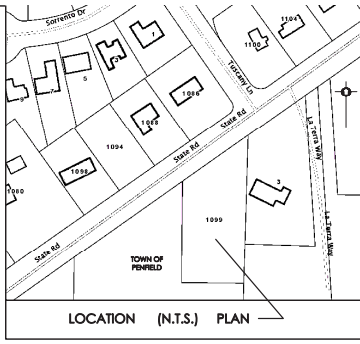 Sorrento Dr
1104
1
1100
3
5
7
9
Tuscany Ln
1086
State Rd
1088
La Terra Way
1094
State Rd
1098
1080
3
1099
La Terra Way
State Rd
TOWN OF
PENFIELD
LOCATION (N.T.S.) PLAN